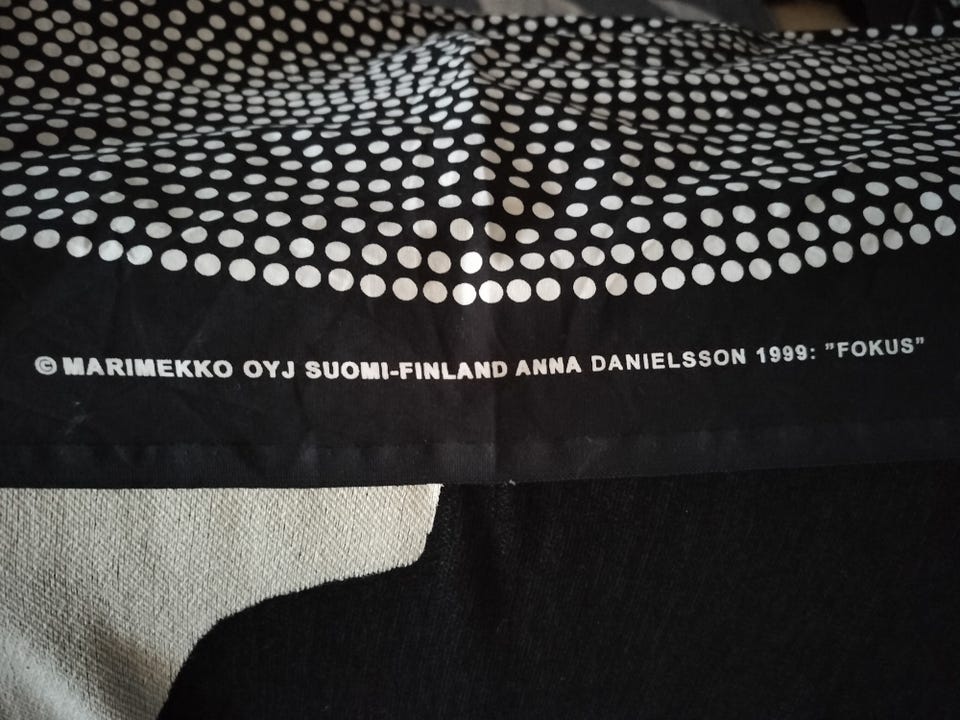 © MARIMEKKO OYJ SUOMI-FINLAND ANNA DANIELSSON 1999: "FOKUS"